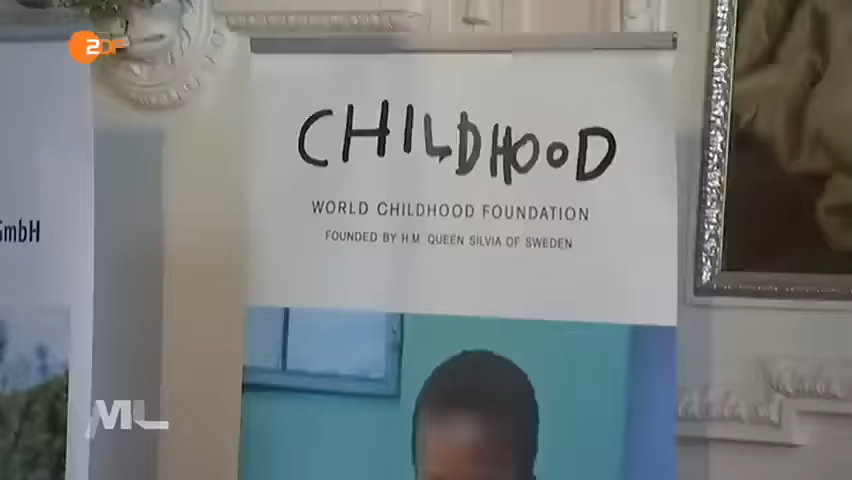 ZDF
CHILDHOOD
WORLD CHILDHOOD FOUNDATION
FOUNDED BY H.M. QUEEN SILVIA OF SWEDEN
GmbH
ML